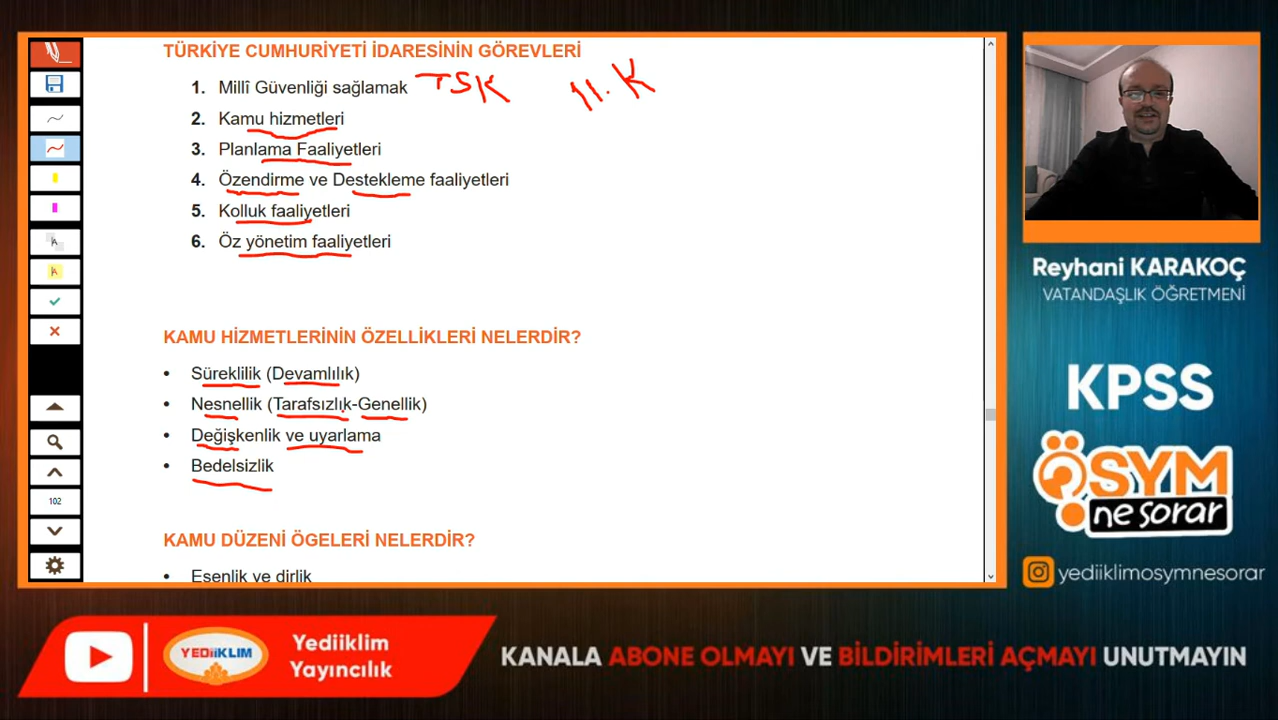 TÜRKİYE CUMHURİYETİ İDARESİNİN GÖREVLERİ
1. Millî Güvenliği sağlamak TSK 11. K
2. Kamu hizmetleri
3. Planlama Faaliyetleri
4. Özendirme ve Destekleme faaliyetleri
5. Kolluk faaliyetleri
6. Öz yönetim faaliyetleri
KAMU HİZMETLERİNİN ÖZELLİKLERİ NELERDİR?
• Süreklilik (Devamlılık)
• Nesnellik (Tarafsızlık-Genellik)
• Değişkenlik ve uyarlama
• Bedelsizlik
KAMU DÜZENİ ÖGELERİ NELERDİR?
• Esenlik ve dirlik
A
A
102
Reyhani KARAKOÇ
VATANDAŞLIK ÖĞRETMENİ
KPSS
ÖSYM
ne sorar
yediiklimosymnesorar
YEDiiKLIM
Yediiklim
Yayıncılık
KANALA ABONE OLMAYI VE BİLDİRİMLERİ AÇMAYI UNUTMAYIN